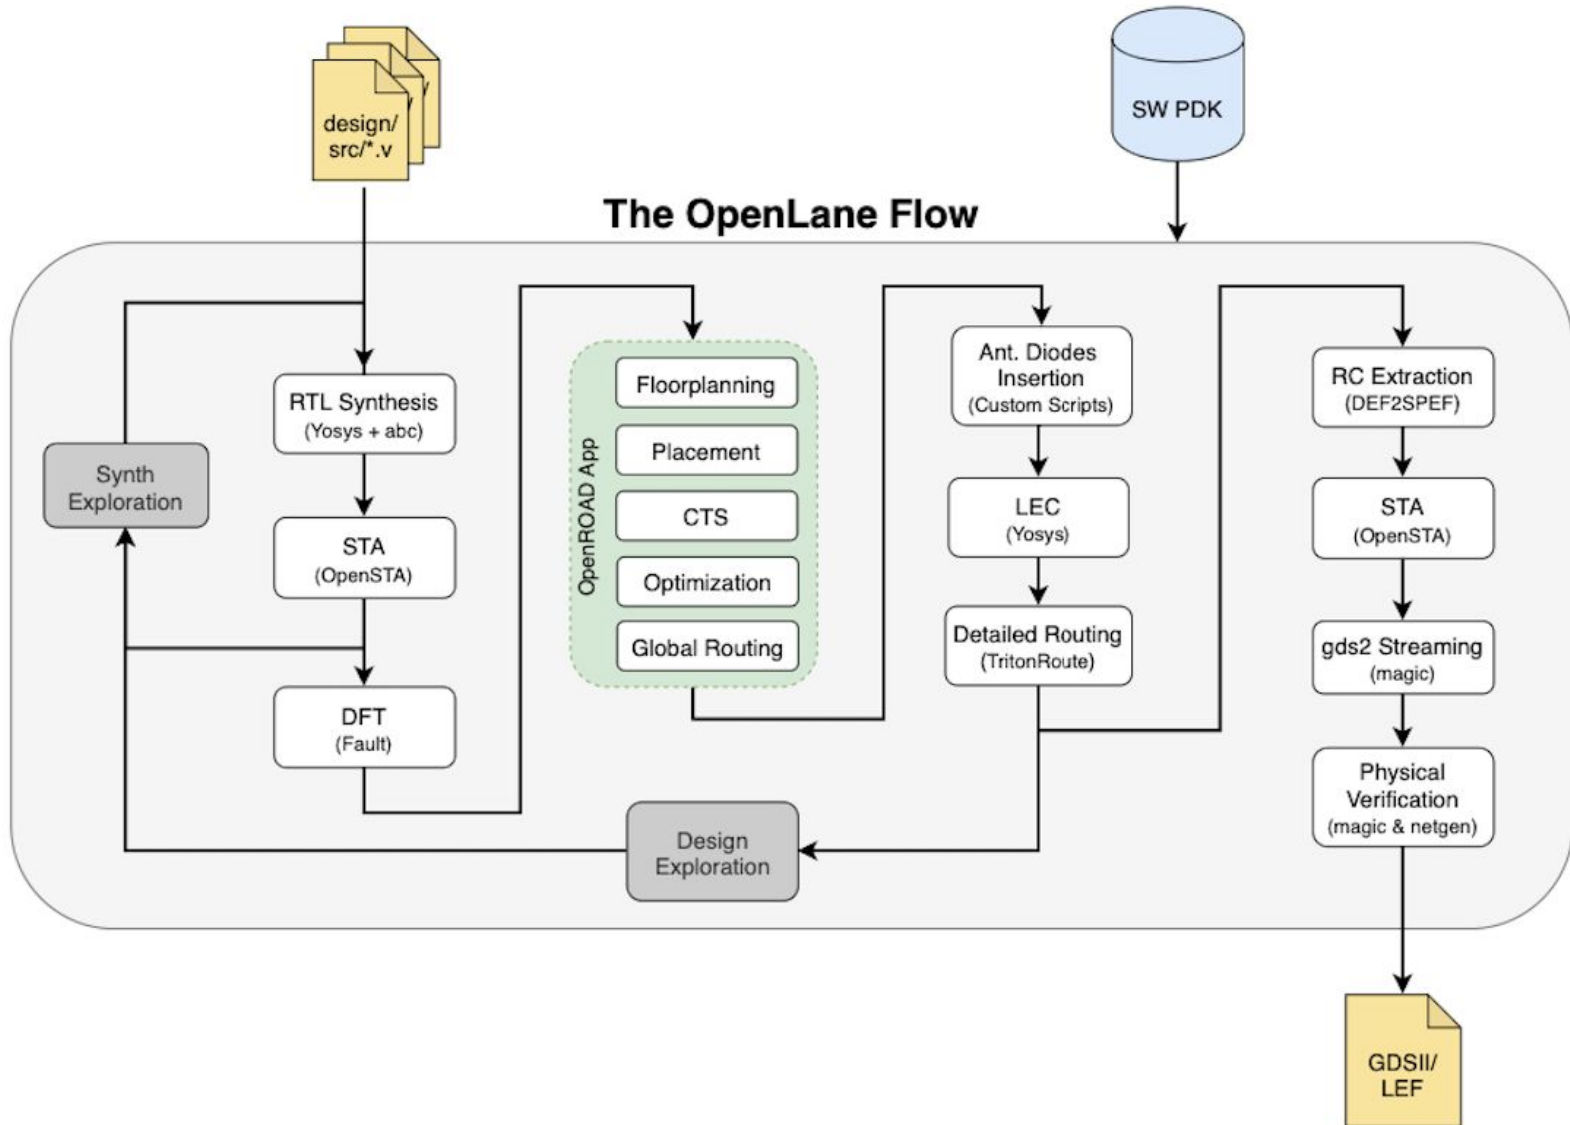 design/
src/*.v
SW PDK
The OpenLane Flow
RTL Synthesis
(Yosys + abc)
Synth
Exploration
STA
(OpenSTA)
DFT
(Fault)
OpenROAD App
Floorplanning
Placement
CTS
Optimization
Global Routing
Design
Exploration
Ant. Diodes
Insertion
(Custom Scripts)
LEC
(Yosys)
Detailed Routing
(TritonRoute)
RC Extraction
(DEF2SPEF)
STA
(OpenSTA)
gds2 Streaming
(magic)
Physical
Verification
(magic & netgen)
GDSII/
LEF